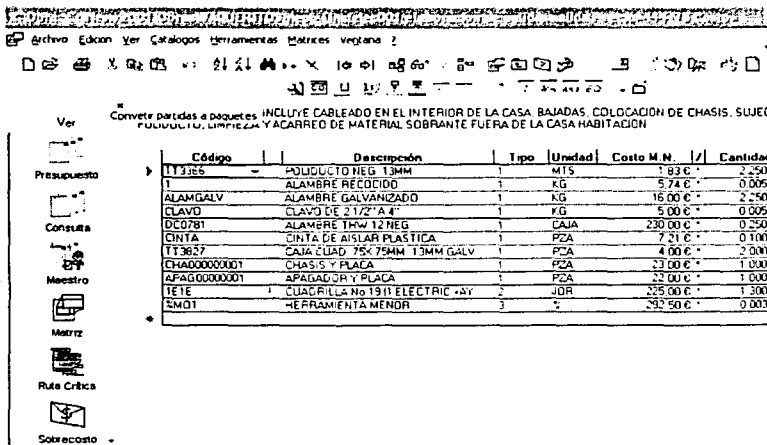 Archivo Edicion Ver Catalogos Herramientas Matrices Ventana ?
Convetir partidas a paquetes INCLUYE CABLEADO EN EL INTERIOR DE LA CASA, BAJADAS, COLOCACION DE CHASIS, SUJEC
POLIDUCTO, LIMPIEZA Y ACARREO DE MATERIAL SOBRANTE FUERA DE LA CASA HABITACION
Ver
Presupuesto
Consulta
Maestro
Matriz
Ruta Crítica
Sobrecosto
Código Descripción Tipo Unidad Costo M.N. / Cantidad
TT3366 POLIDUCTO NEG. 13MM 1 MTS 1.83 € * 2.250
1 ALAMBRE RECOCIDO 1 KG 5.74 € * 0.005
ALAMGALV ALAMBRE GALVANIZADO 1 KG 16.00 € * 2.250
CLAVO CLAVO DE 2 1/2" A 4" 1 KG 5.00 € * 0.005
DC0781 ALAMBRE THW 12 NEG 1 CAJA 230.00 € * 0.250
CINTA CINTA DE AISLAR PLASTICA 1 PZA 7.21 € * 0.100
TT3827 CAJA CUAD. 75X 75MM 13MM GALV 1 PZA 4.00 € * 2.000
CHA000000001 CHASIS Y PLACA 1 PZA 23.00 € * 1.000
APAG00000001 APAGADOR Y PLACA 1 PZA 22.00 € * 1.000
1E1E CUADRILLA No 19 (1 ELECTRIC +AY 2 JOR 225.00 € * 1.300
%MO1 HERRAMIENTA MENOR 3 % 292.50 € * 0.003